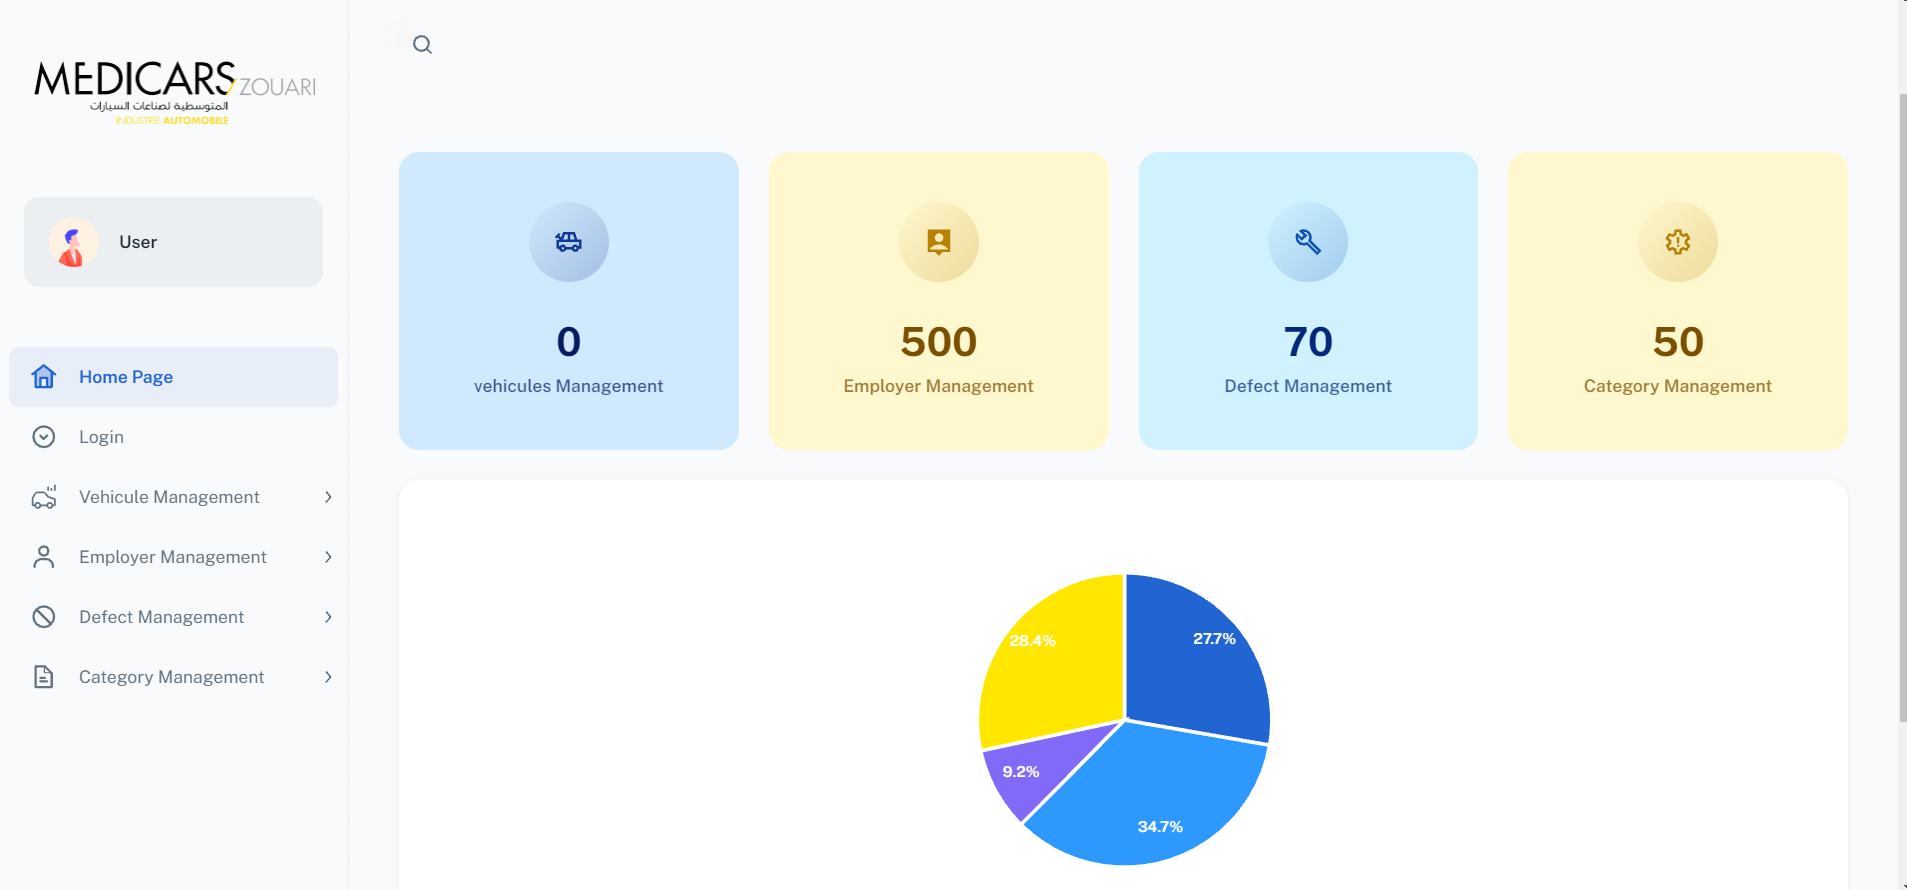 MEDICARS ZOUARI
المتوسطية لصناعات السيارات
INDUSTRIE AUTOMOBILE
User
Home Page
Login
Vehicule Management
Employer Management
Defect Management
Category Management
0
vehicules Management
500
Employer Management
70
Defect Management
50
Category Management
28.4%
27.7%
9.2%
34.7%